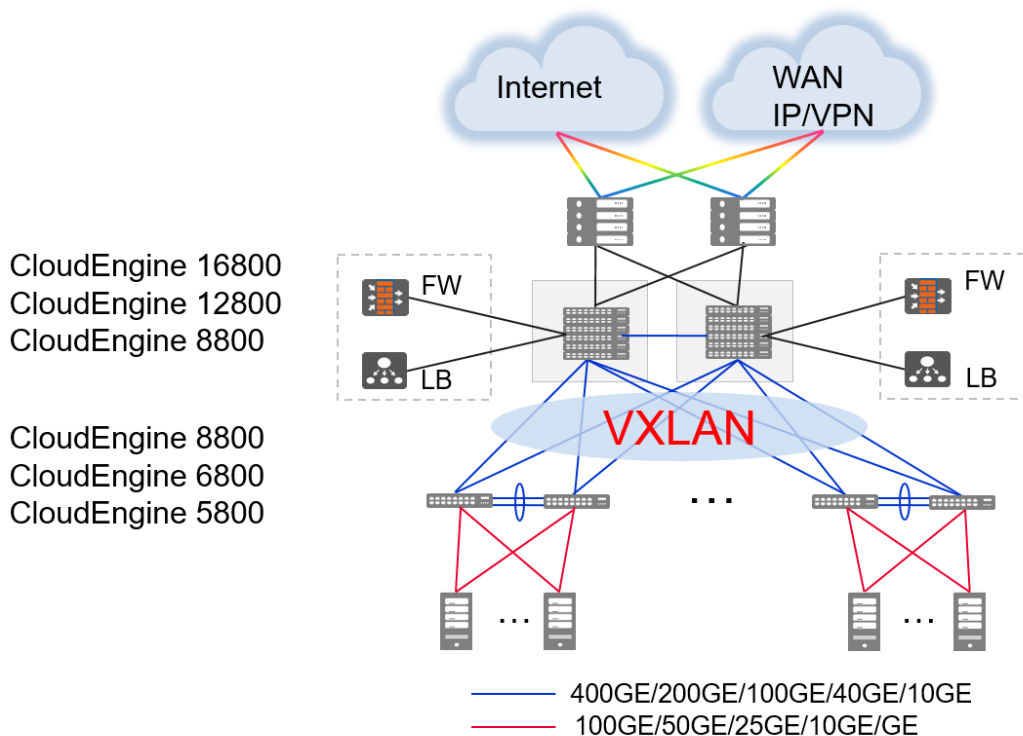 Internet
WAN
IP/VPN
CloudEngine 16800
CloudEngine 12800
CloudEngine 8800
FW
LB
FW
LB
VXLAN
CloudEngine 8800
CloudEngine 6800
CloudEngine 5800
...
...
...
400GE/200GE/100GE/40GE/10GE
100GE/50GE/25GE/10GE/GE